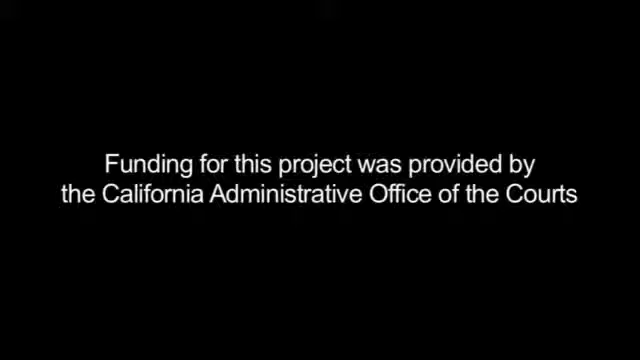 Funding for this project was provided by
the California Administrative Office of the Courts